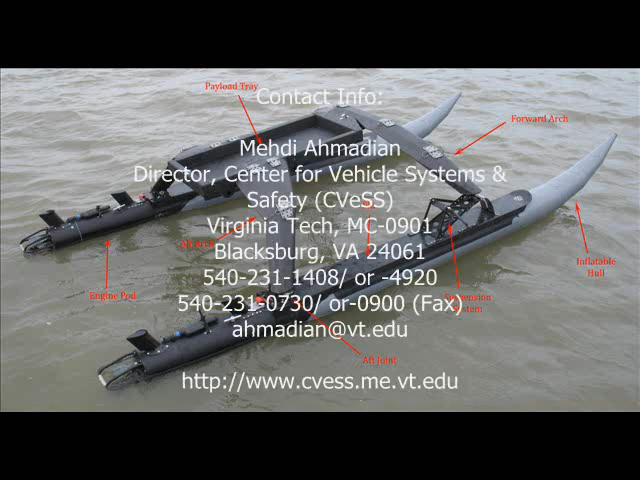 Payload Tray
Contact Info:
Forward Arch
Mehdi Ahmadian
Director, Center for Vehicle Systems &
Safety (CVeSS)
Virginia Tech, MC-0901
Blacksburg, VA 24061
Inflatable
Hull
540-231-1408/ or -4920
Engine Pod
540-231-0730/ or-0900 (Fax)
Suspension
System
ahmadian@vt.edu
Aft Joint
http://www.cvess.me.vt.edu